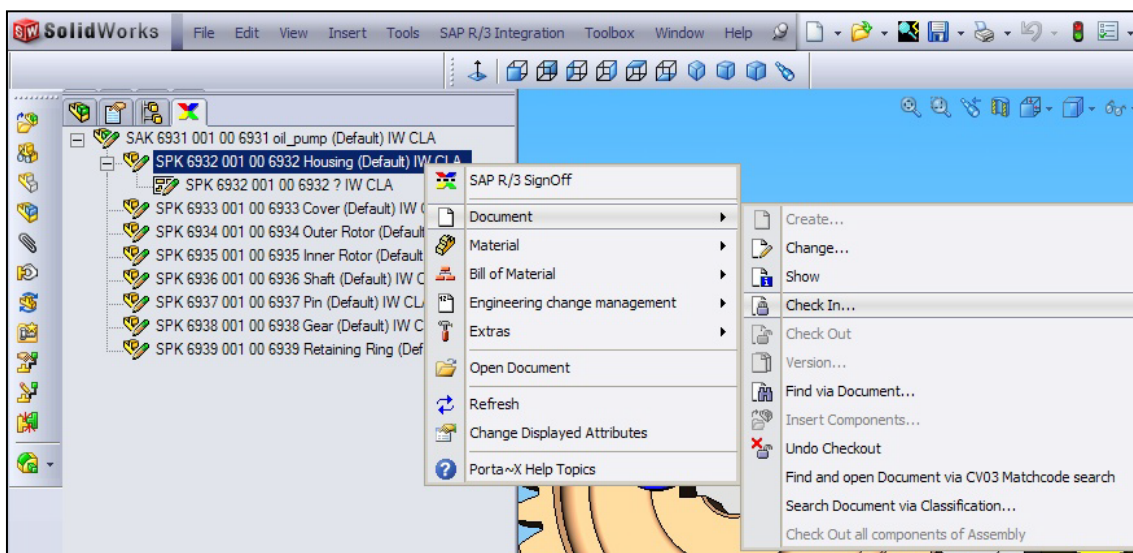 SolidWorks File Edit View Insert Tools SAP R/3 Integration Toolbox Window Help
SAK 6931 001 00 6931 oil_pump (Default) IW CLA
SPK 6932 001 00 6932 Housing (Default) IW CLA
SPK 6932 001 00 6932 ? IW CLA
SPK 6933 001 00 6933 Cover (Default) IW
SPK 6934 001 00 6934 Outer Rotor (Default
SPK 6935 001 00 6935 Inner Rotor (Default
SPK 6936 001 00 6936 Shaft (Default) IW C
SPK 6937 001 00 6937 Pin (Default) IW CL
SPK 6938 001 00 6938 Gear (Default) IW C
SPK 6939 001 00 6939 Retaining Ring (Def
SAP R/3 SignOff
Document
Material
Bill of Material
Engineering change management
Extras
Open Document
Refresh
Change Displayed Attributes
Porta~X Help Topics
Create...
Change...
Show
Check In...
Check Out
Version...
Find via Document...
Insert Components...
Undo Checkout
Find and open Document via CV03 Matchcode search
Search Document via Classification...
Check Out all components of Assembly